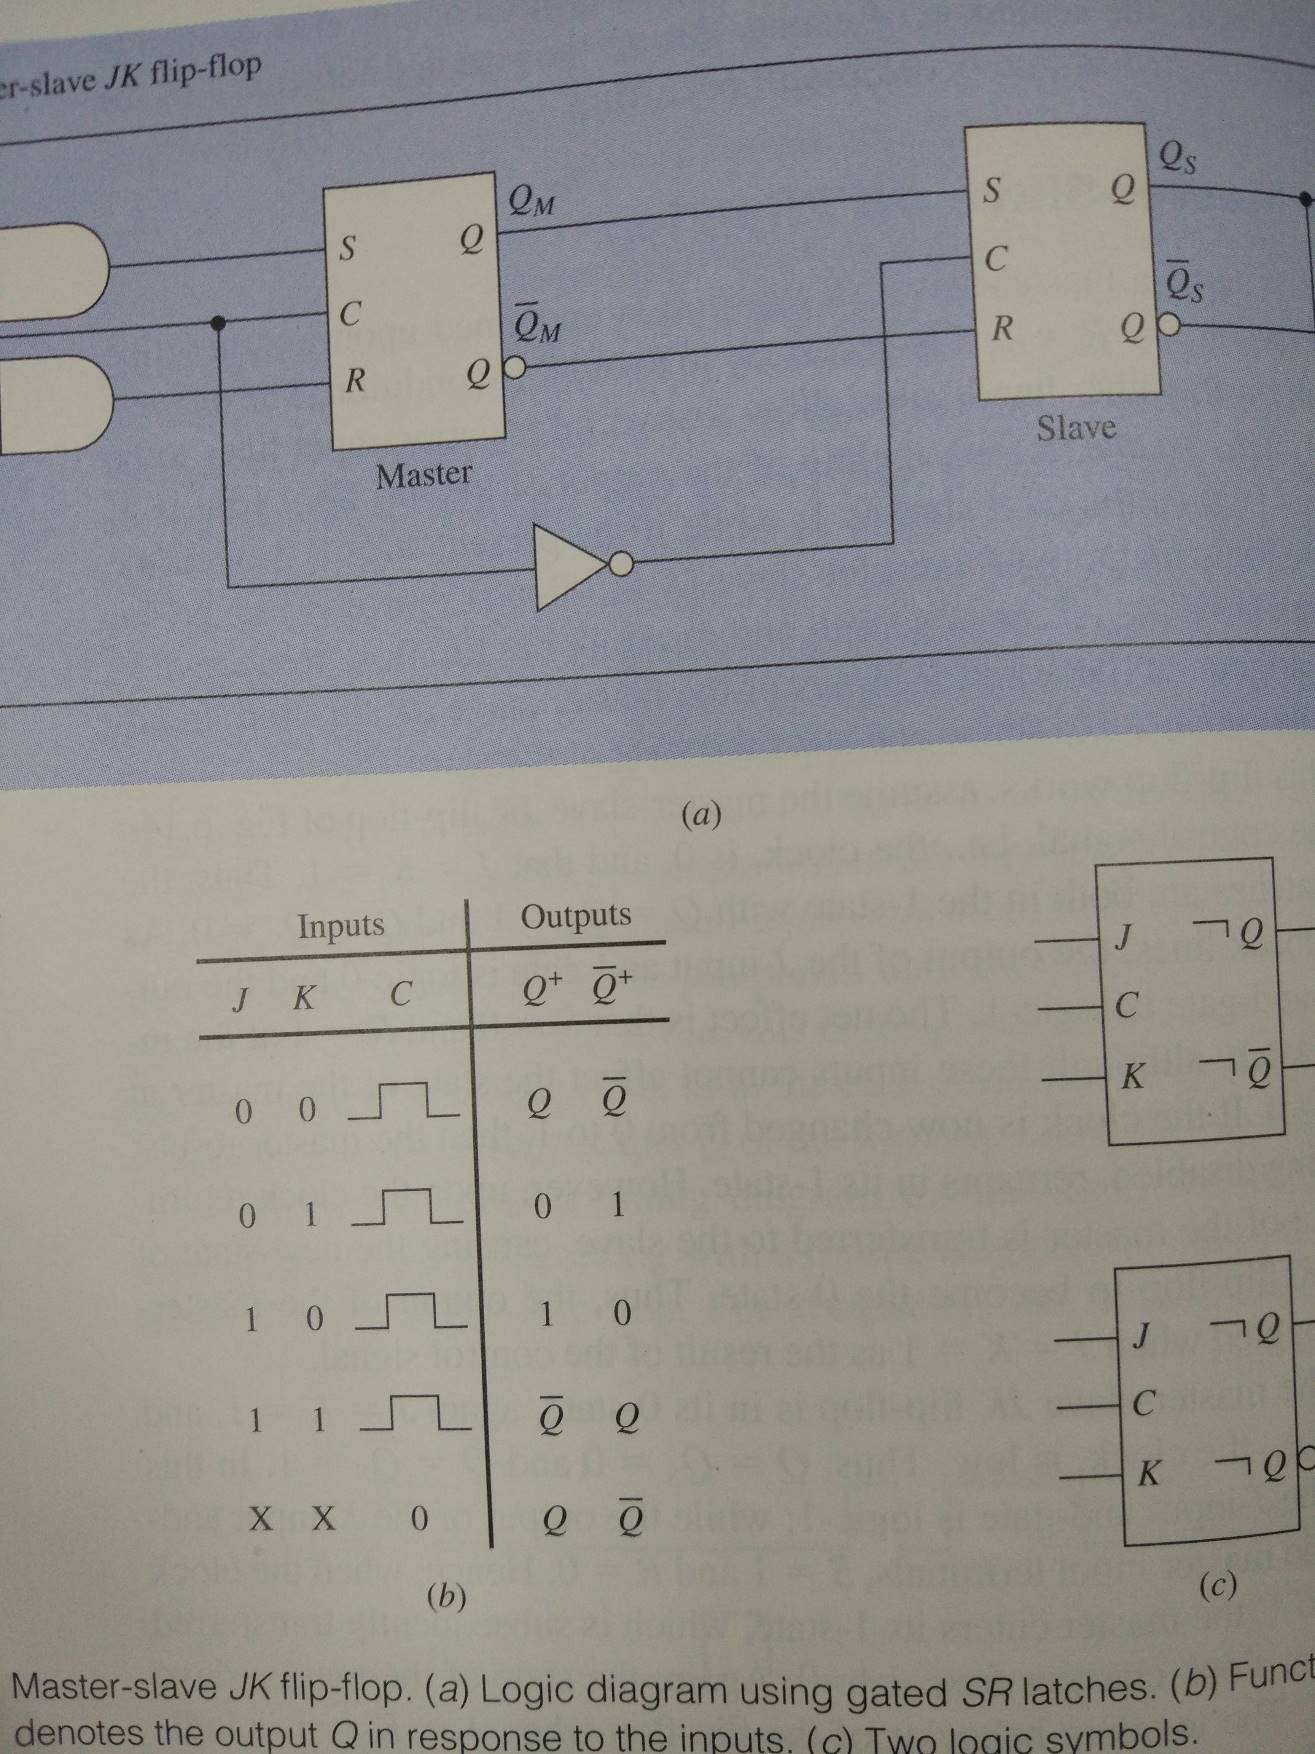 er-slave JK flip-flop
S Q Q_M
C
R Q Q̅_M
Master
S Q Q_S
C
R Q Q̅_S
Slave
(a)
Inputs Outputs
J K C Q⁺ Q̅⁺
0 0 Q Q̅
0 1 0 1
1 0 1 0
1 1 Q̅ Q
X X 0 Q Q̅
(b)
J ¬ Q
C
K ¬ Q̅
J ¬ Q
C
K ¬ Q
(c)
Master-slave JK flip-flop. (a) Logic diagram using gated SR latches. (b) Funct
denotes the output Q in response to the inputs. (c) Two logic symbols.